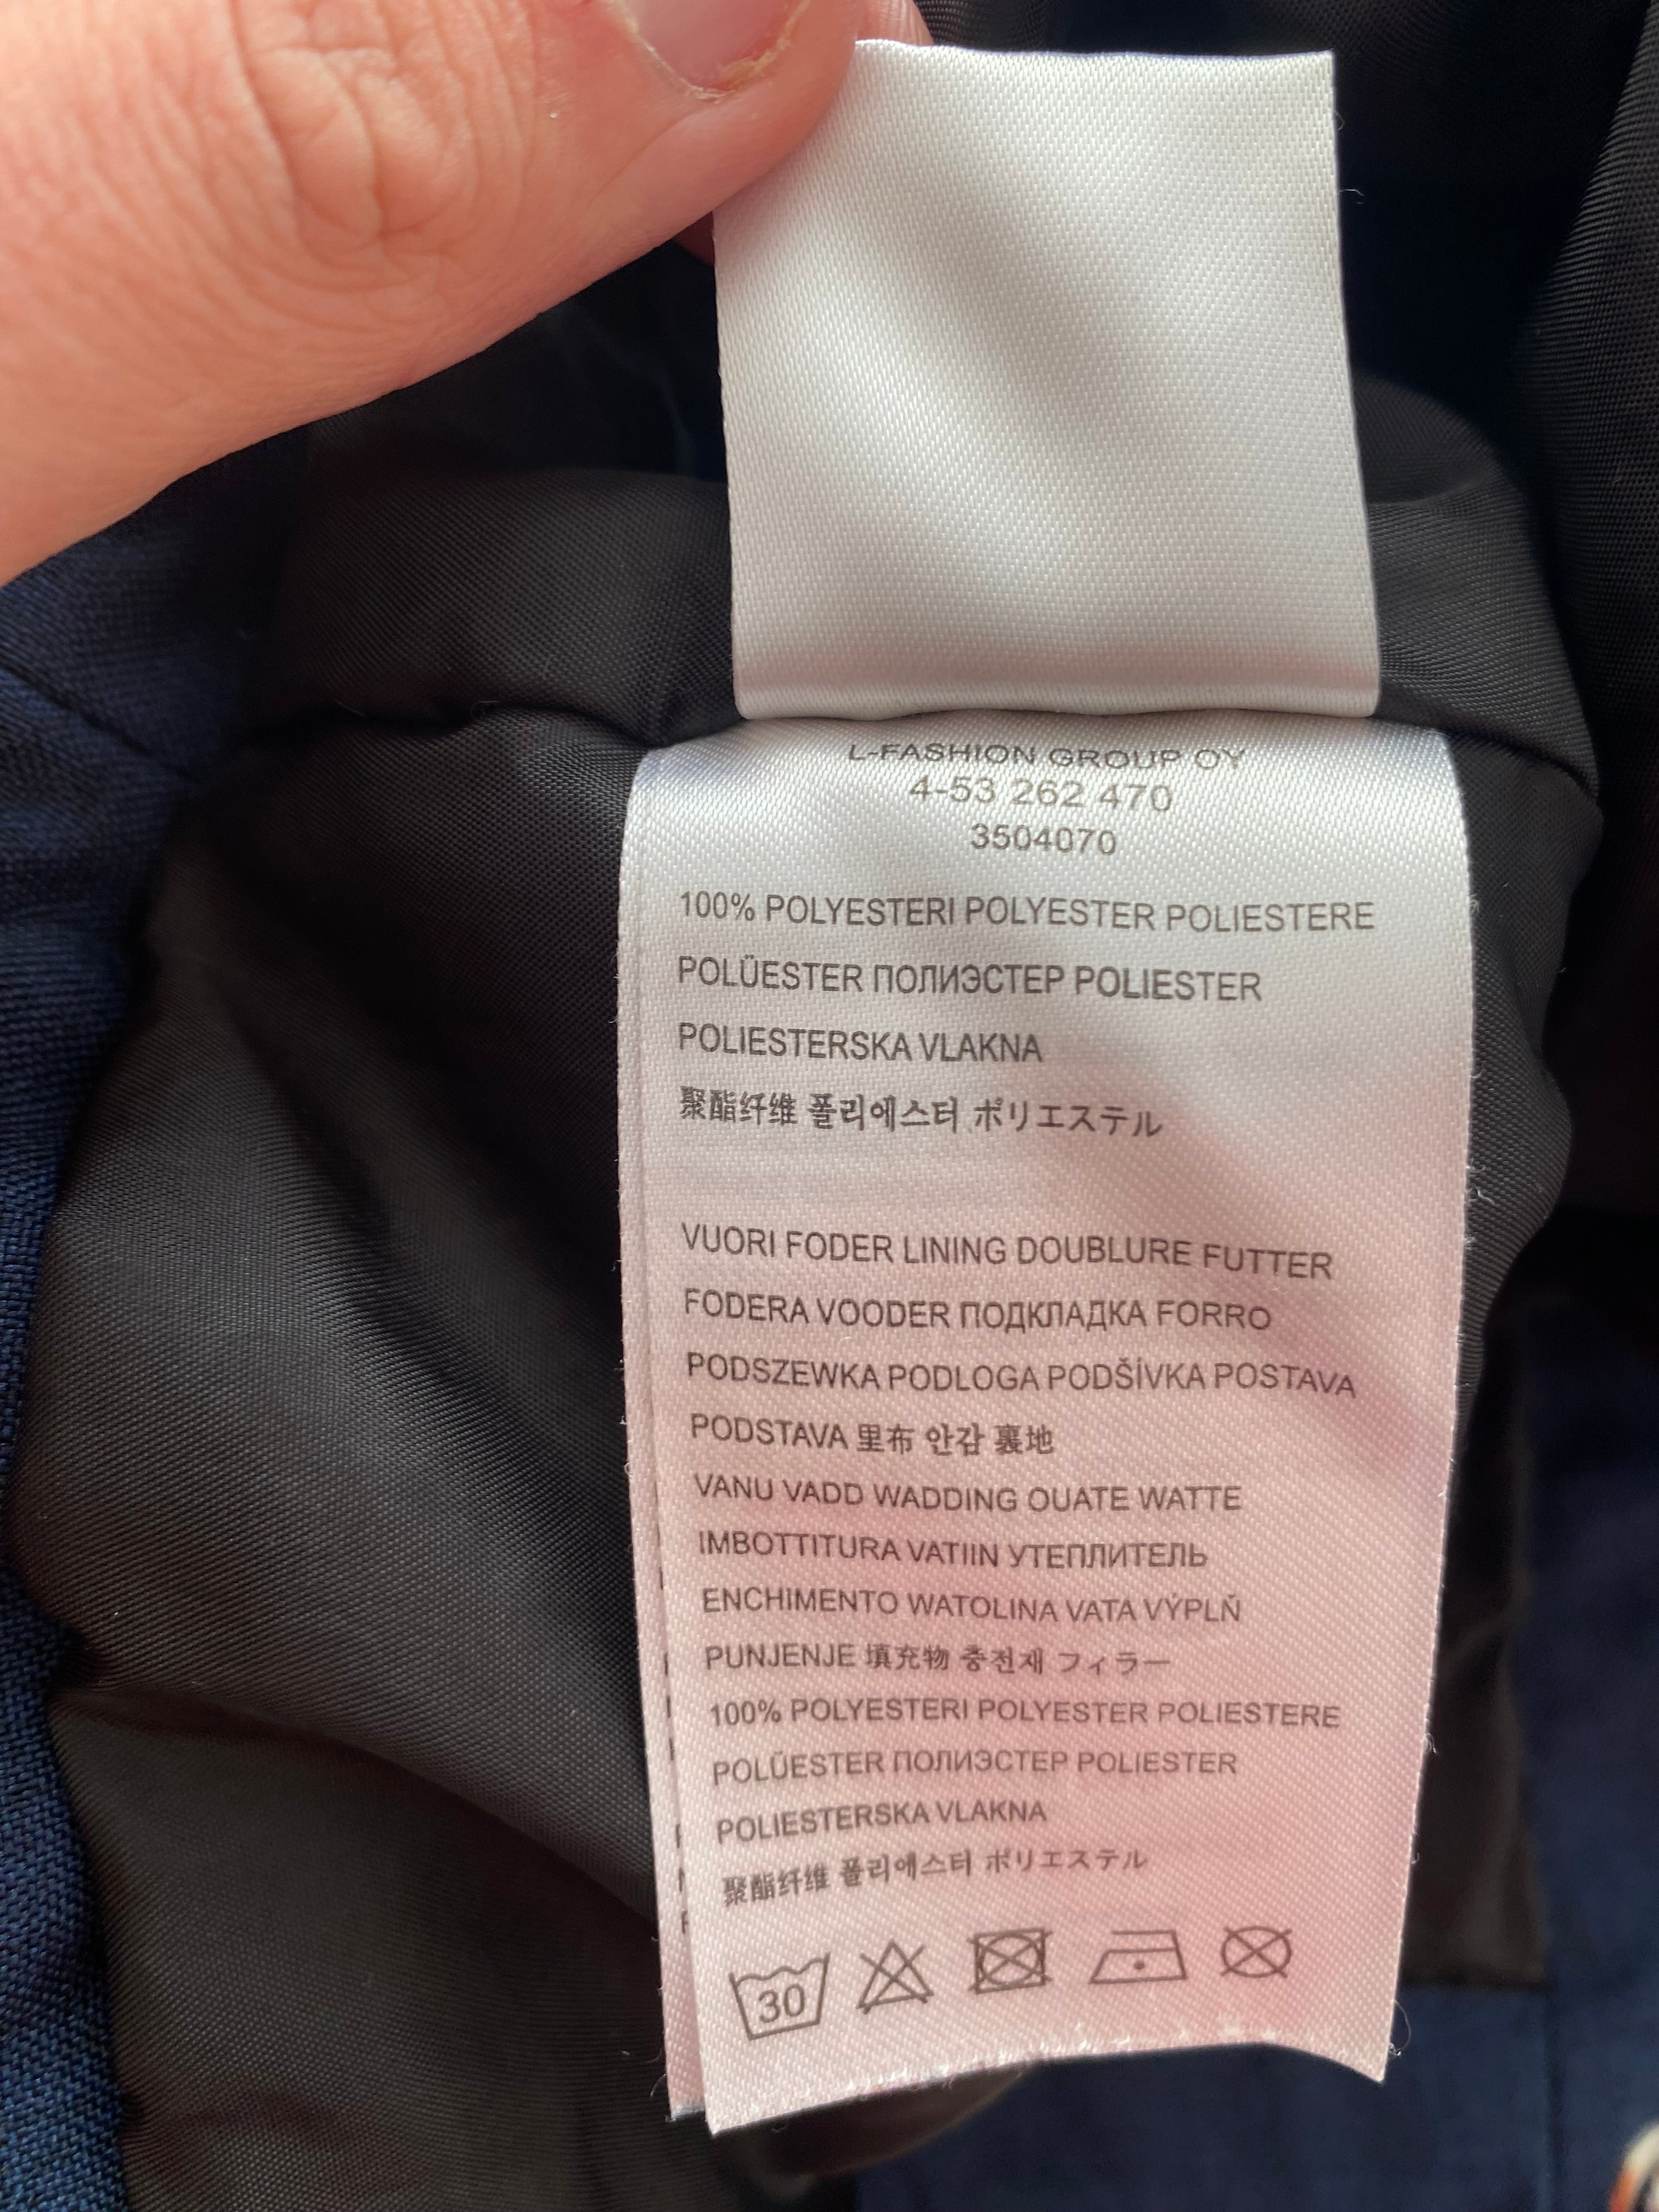 L-FASHION GROUP OY
4-53 262 470
3504070
100% POLYESTERI POLYESTER POLIESTERE
POLÜESTER ПОЛИЭСТЕР POLIESTER
POLIESTERSKA VLAKNA
聚酯纤维 폴리에스터 ポリエステル
VUORI FODER LINING DOUBLURE FUTTER
FODERA VOODER ПОДКЛАДКА FORRO
PODSZEWKA PODLOGA PODŠÍVKA POSTAVA
PODSTAVA 里布 안감 裏地
VANU VADD WADDING OUATE WATTE
IMBOTTITURA VATIIN УТЕПЛИТЕЛЬ
ENCHIMENTO WATOLINA VATA VÝPLŇ
PUNJENJE 填充物 충전재 フィラー
100% POLYESTERI POLYESTER POLIESTERE
POLÜESTER ПОЛИЭСТЕР POLIESTER
POLIESTERSKA VLAKNA
聚酯纤维 폴리에스터 ポリエステル
30